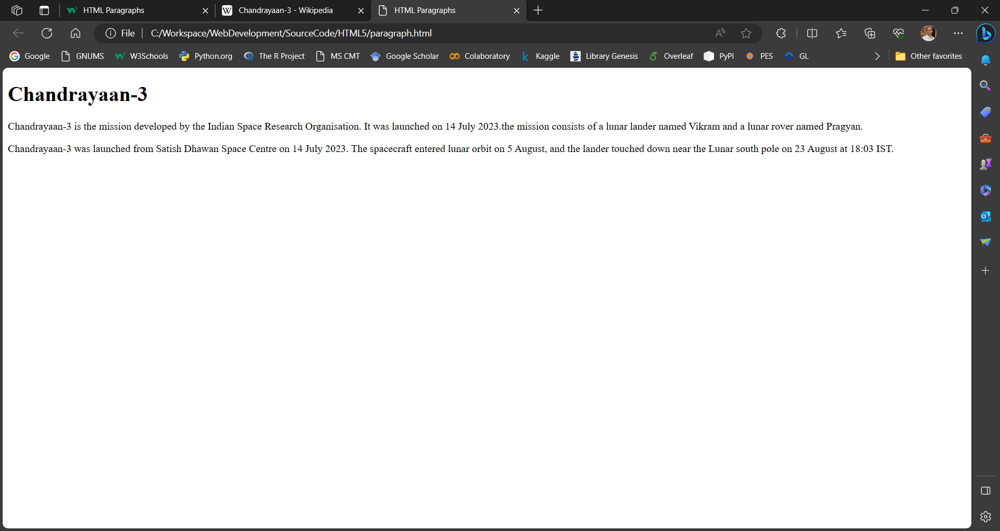 HTML Paragraphs
Chandrayaan-3 - Wikipedia
HTML Paragraphs
File
C:/Workspace/WebDevelopment/SourceCode/HTML5/paragraph.html
Google GNUMS W3Schools Python.org The R Project MS CMT Google Scholar Colaboratory Kaggle Library Genesis Overleaf PyPI PES GL Other favorites
Chandrayaan-3
Chandrayaan-3 is the mission developed by the Indian Space Research Organisation. It was launched on 14 July 2023.the mission consists of a lunar lander named Vikram and a lunar rover named Pragyan.
Chandrayaan-3 was launched from Satish Dhawan Space Centre on 14 July 2023. The spacecraft entered lunar orbit on 5 August, and the lander touched down near the Lunar south pole on 23 August at 18:03 IST.